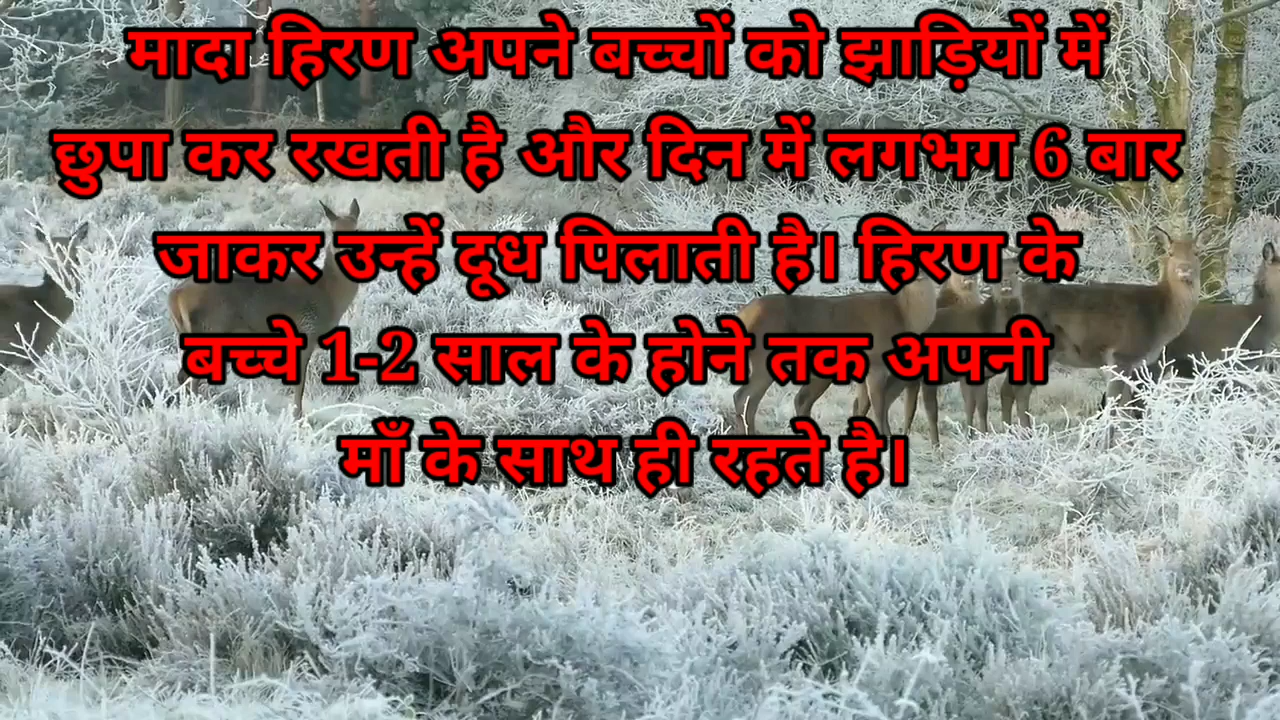 मादा हिरण अपने बच्चों को झाड़ियों में
छुपा कर रखती है और दिन में लगभग 6 बार
जाकर उन्हें दूध पिलाती है। हिरण के
बच्चे 1-2 साल के होने तक अपनी
माँ के साथ ही रहते है।